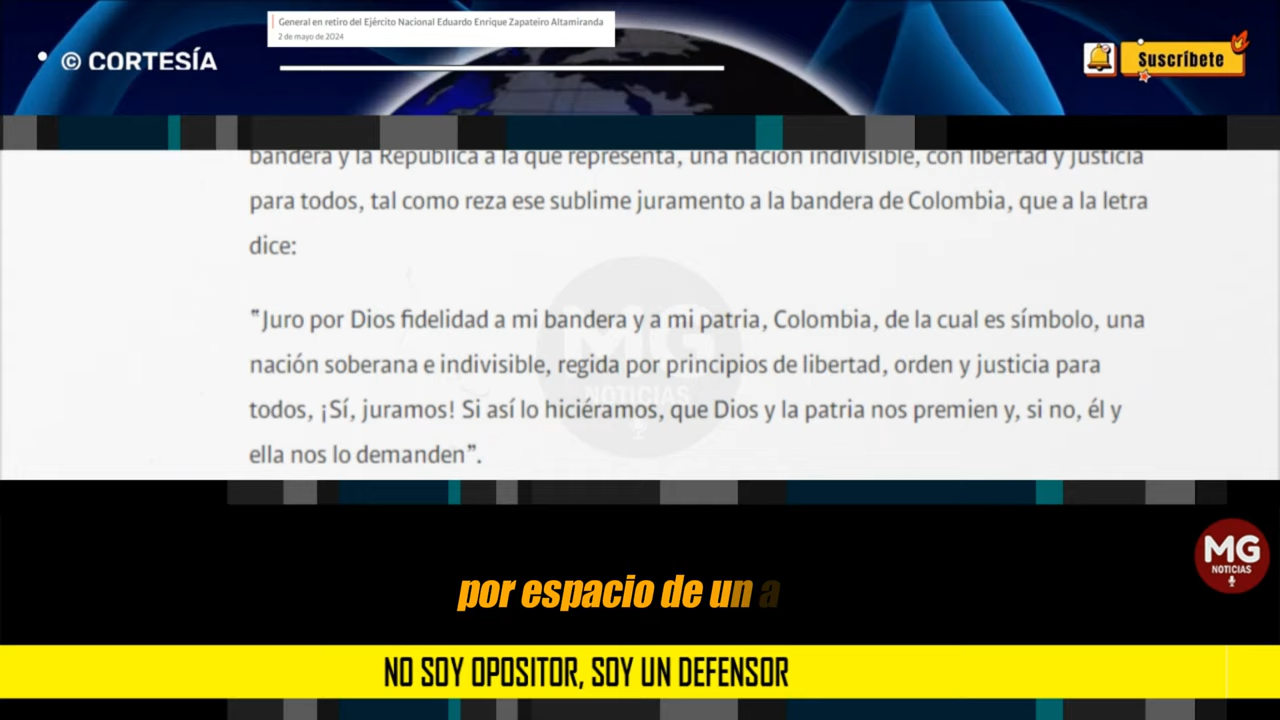 General en retiro del Ejército Nacional Eduardo Enrique Zapateiro Altamiranda
2 de mayo de 2024
© CORTESÍA
Suscríbete
bandera y la República a la que representa, una nación indivisible, con libertad y justicia
para todos, tal como reza ese sublime juramento a la bandera de Colombia, que a la letra
dice:
"Juro por Dios fidelidad a mi bandera y a mi patria, Colombia, de la cual es símbolo, una
nación soberana e indivisible, regida por principios de libertad, orden y justicia para
todos, ¡Sí, juramos! Si así lo hiciéramos, que Dios y la patria nos premien y, si no, él y
ella nos lo demanden”.
MG
NOTICIAS
MG
NOTICIAS
por espacio de un a
NO SOY OPOSITOR, SOY UN DEFENSOR